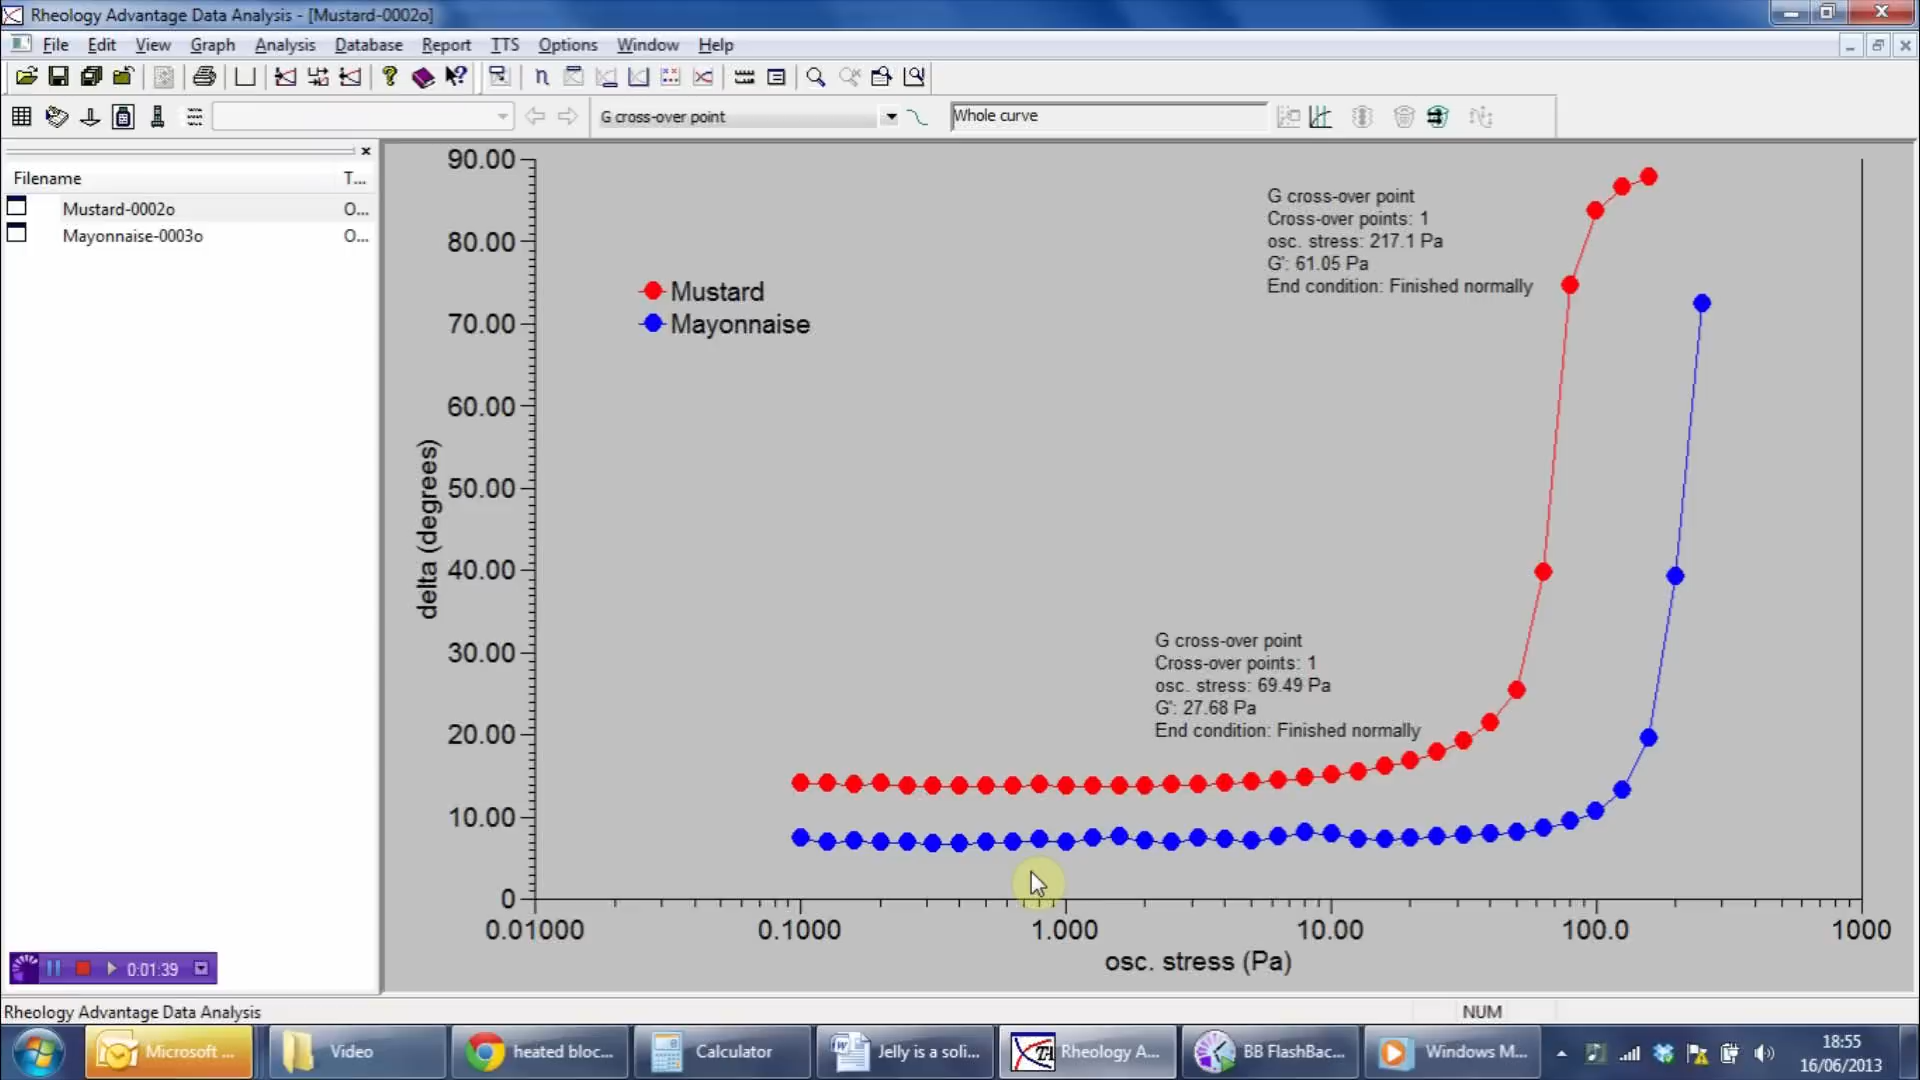 Rheology Advantage Data Analysis - [Mustard-0002o]
File Edit View Graph Analysis Database Report TTS Options Window Help
G cross-over point
Whole curve
Filename T...
Mustard-0002o O...
Mayonnaise-0003o O...
90.00
80.00
70.00
60.00
50.00
40.00
30.00
20.00
10.00
0
delta (degrees)
Mustard
Mayonnaise
G cross-over point
Cross-over points: 1
osc. stress: 217.1 Pa
G': 61.05 Pa
End condition: Finished normally
G cross-over point
Cross-over points: 1
osc. stress: 69.49 Pa
G': 27.68 Pa
End condition: Finished normally
0.01000 0.1000 1.000 10.00 100.0 1000
osc. stress (Pa)
0:01:39
Rheology Advantage Data Analysis
NUM
Microsoft ... Video heated bloc... Calculator Jelly is a soli... Rheology A... BB FlashBac... Windows M...
18:55
16/06/2013